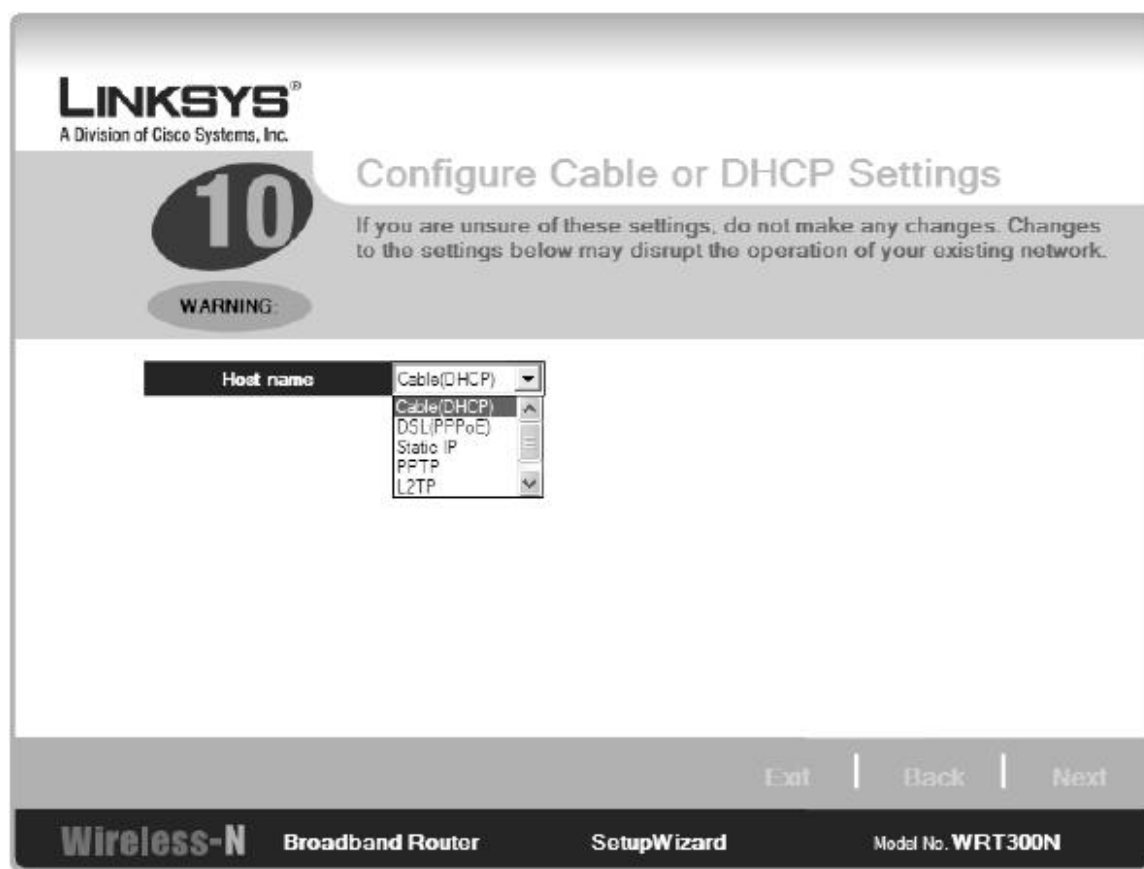 LINKSYS®
A Division of Cisco Systems, Inc.
10
Configure Cable or DHCP Settings
If you are unsure of these settings, do not make any changes. Changes
to the settings below may disrupt the operation of your existing network.
WARNING:
Host name Cable(DHCP)
Cable(DHCP)
DSL(PPPoE)
Static IP
PPTP
L2TP
Exit Back Next
Wireless-N Broadband Router SetupWizard Model No. WRT300N